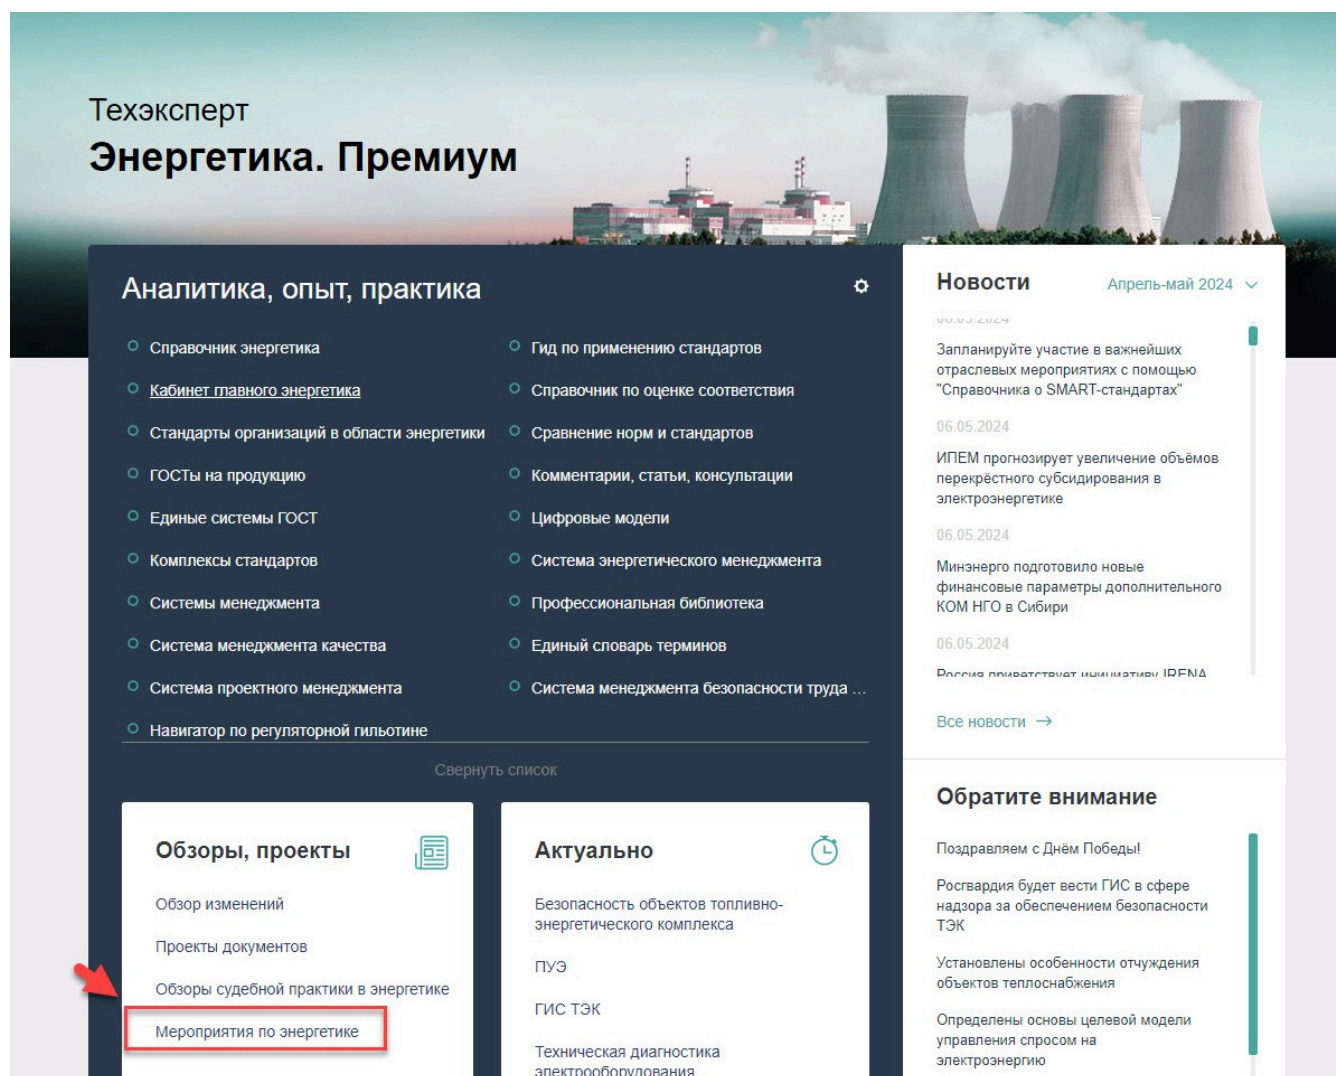 Техэксперт
Энергетика. Премиум
Аналитика, опыт, практика
Справочник энергетика
Кабинет главного энергетика
Стандарты организаций в области энергетики
ГОСТы на продукцию
Единые системы ГОСТ
Комплексы стандартов
Системы менеджмента
Система менеджмента качества
Система проектного менеджмента
Навигатор по регуляторной гильотине
Гид по применению стандартов
Справочник по оценке соответствия
Сравнение норм и стандартов
Комментарии, статьи, консультации
Цифровые модели
Система энергетического менеджмента
Профессиональная библиотека
Единый словарь терминов
Система менеджмента безопасности труда ...
Свернуть список
Обзоры, проекты
Обзор изменений
Проекты документов
Обзоры судебной практики в энергетике
Мероприятия по энергетике
Актуально
Безопасность объектов топливно-
энергетического комплекса
ПУЭ
ГИС ТЭК
Техническая диагностика
электрооборудования
Новости
Апрель-май 2024
06.05.2024
Запланируйте участие в важнейших
отраслевых мероприятиях с помощью
"Справочника о SMART-стандартах"
06.05.2024
ИПЕМ прогнозирует увеличение объёмов
перекрёстного субсидирования в
электроэнергетике
06.05.2024
Минэнерго подготовило новые
финансовые параметры дополнительного
КОМ НГО в Сибири
06.05.2024
Россия приветствует инициативу IRENA
Все новости →
Обратите внимание
Поздравляем с Днём Победы!
Росгвардия будет вести ГИС в сфере
надзора за обеспечением безопасности
ТЭК
Установлены особенности отчуждения
объектов теплоснабжения
Определены основы целевой модели
управления спросом на
электроэнергию